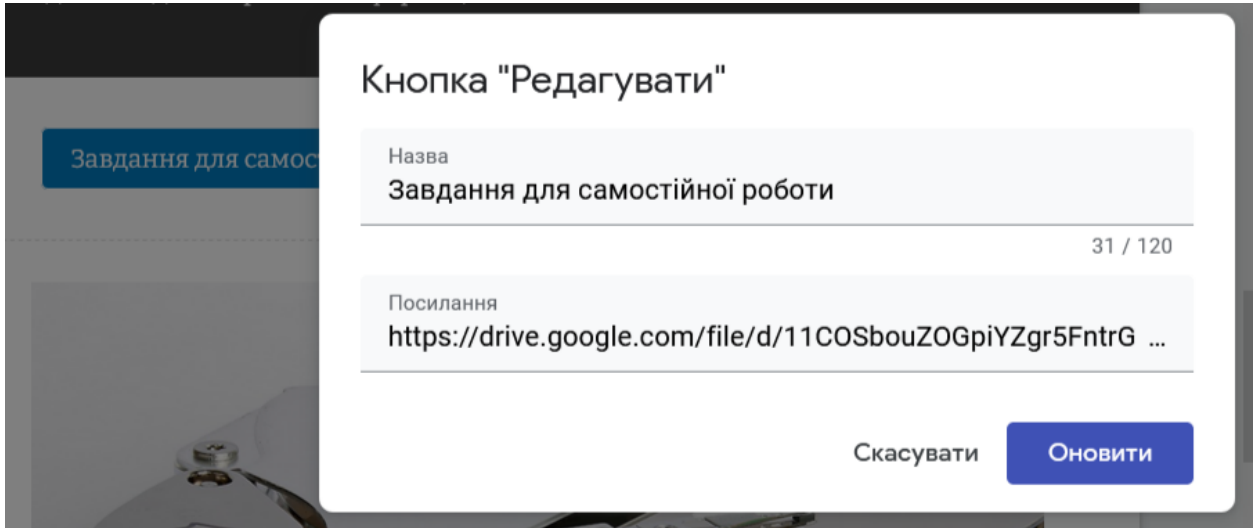 Кнопка "Редагувати"
Завдання для самос
Назва
Завдання для самостійної роботи
31 / 120
Посилання
https://drive.google.com/file/d/11COSbouZOGpiYZgr5FntrG ...
Скасувати
Оновити